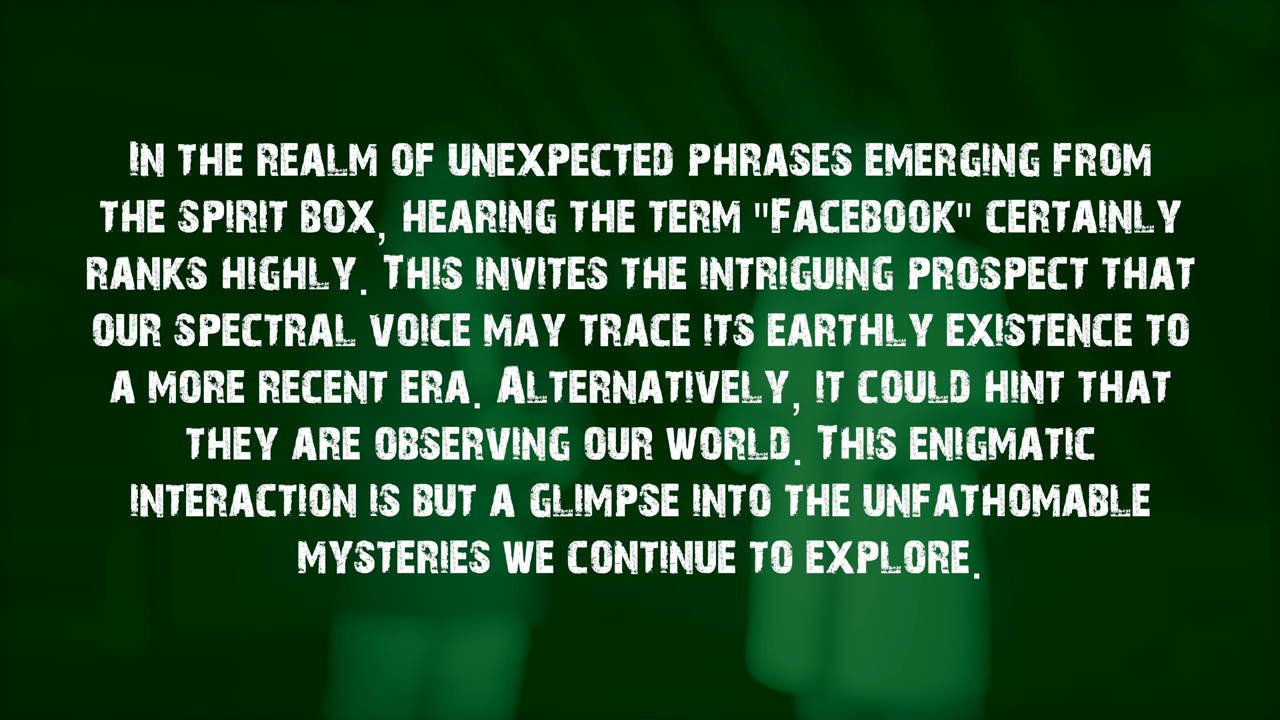 In the realm of unexpected phrases emerging from
the spirit box, hearing the term "Facebook" certainly
ranks highly. This invites the intriguing prospect that
our spectral voice may trace its earthly existence to
a more recent era. Alternatively, it could hint that
they are observing our world. This enigmatic
interaction is but a glimpse into the unfathomable
mysteries we continue to explore.